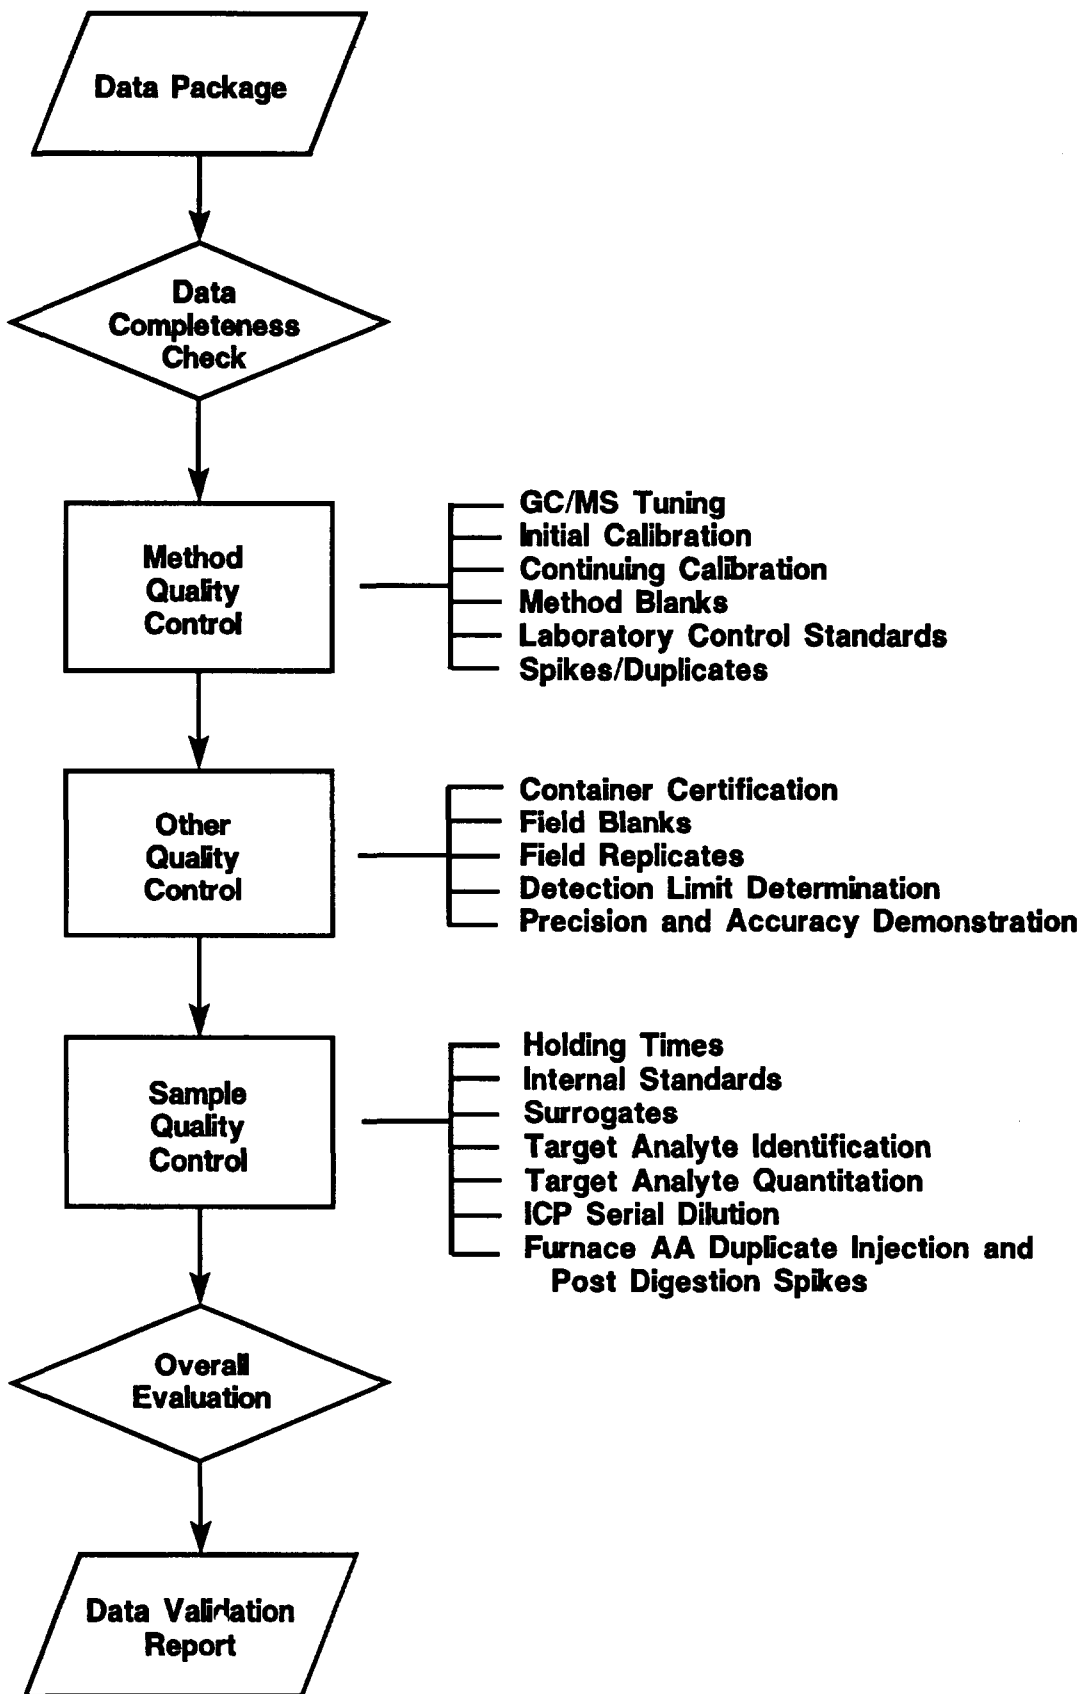 Data Package
Data
Completeness
Check
Method
Quality
Control
GC/MS Tuning
Initial Calibration
Continuing Calibration
Method Blanks
Laboratory Control Standards
Spikes/Duplicates
Other
Quality
Control
Container Certification
Field Blanks
Field Replicates
Detection Limit Determination
Precision and Accuracy Demonstration
Sample
Quality
Control
Holding Times
Internal Standards
Surrogates
Target Analyte Identification
Target Analyte Quantitation
ICP Serial Dilution
Furnace AA Duplicate Injection and
Post Digestion Spikes
Overall
Evaluation
Data Validation
Report